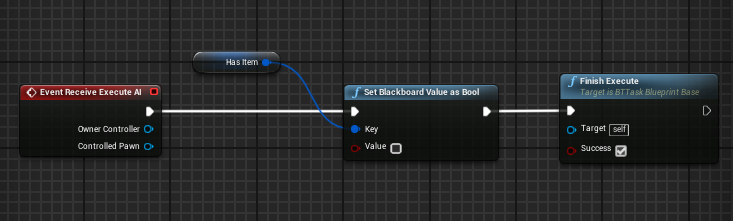 Has Item
Event Receive Execute AI
Owner Controller
Controlled Pawn
Set Blackboard Value as Bool
Key
Value
Finish Execute
Target is BTTask Blueprint Base
Target self
Success